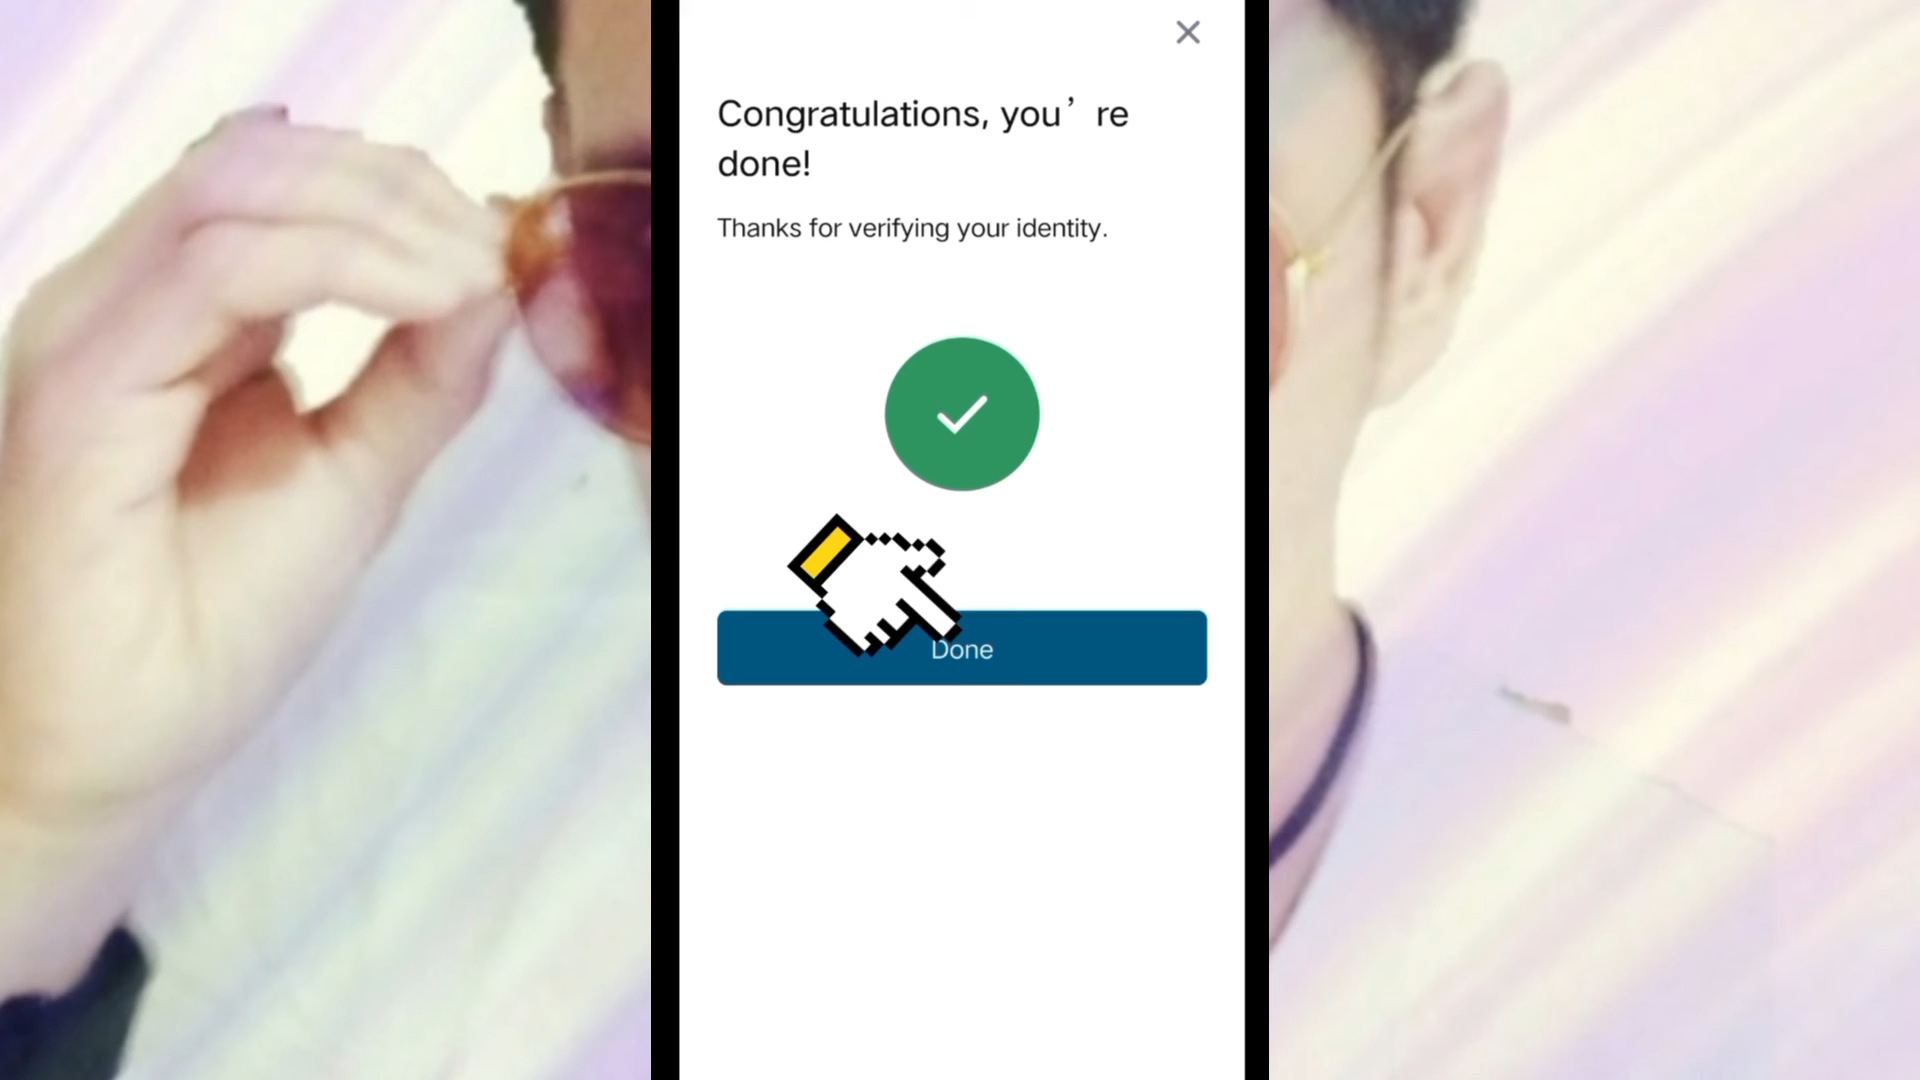 Congratulations, you’ re
done!
Thanks for verifying your identity.
Done